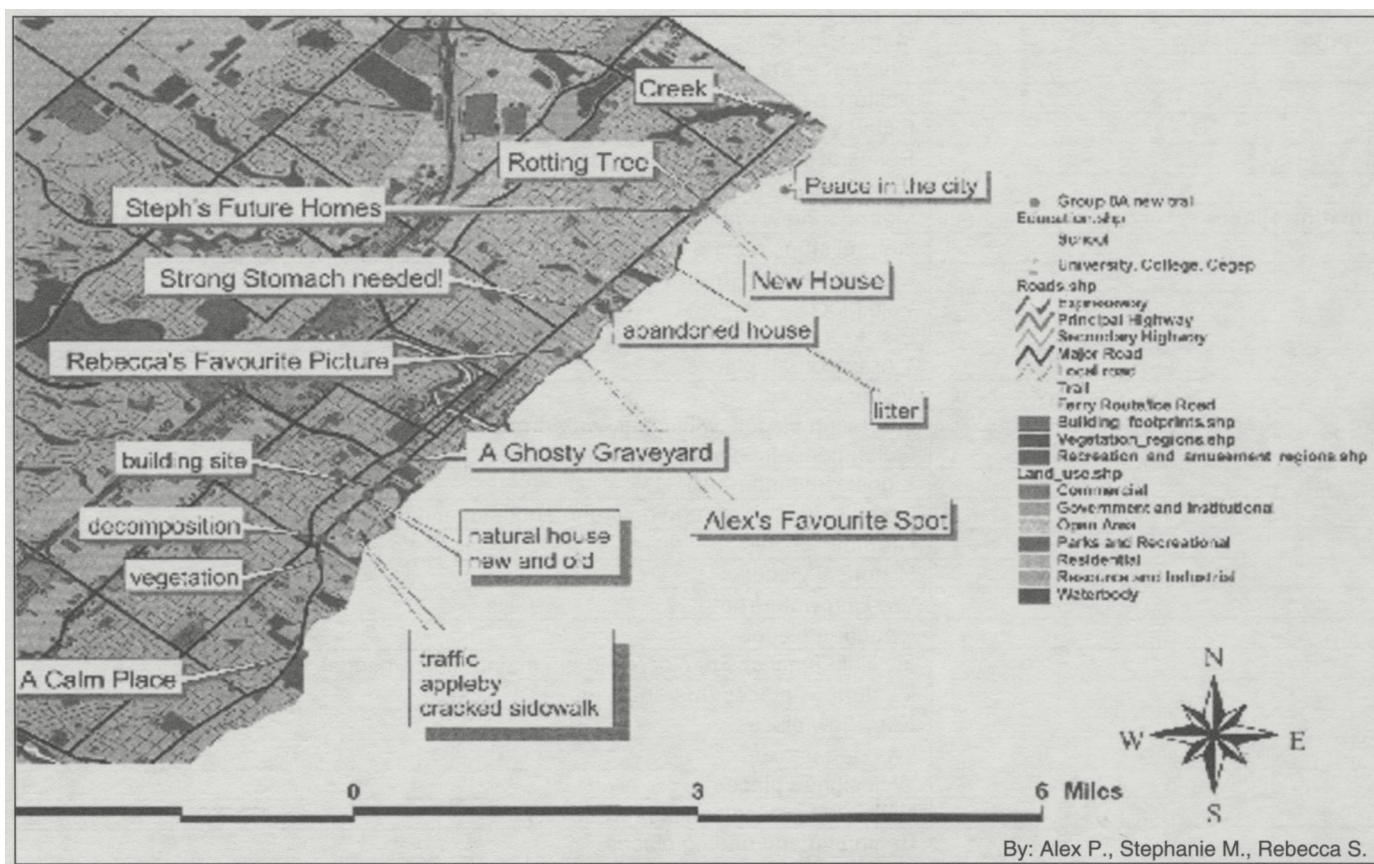 Creek
Rotting Tree
Peace in the city
Steph's Future Homes
New House
Strong Stomach needed!
abandoned house
Rebecca's Favourite Picture
litter
A Ghosty Graveyard
building site
Alex's Favourite Spot
decomposition
natural house
new and old
vegetation
traffic
appleby
cracked sidewalk
A Calm Place
Group 8A new trail
Education.shp
School
University, College, Cegep
Roads.shp
Expressway
Principal Highway
Secondary Highway
Major Road
Local road
Trail
Ferry Route/Ice Road
Building_footprints.shp
Vegetation_regions.shp
Recreation_and_amusement_regions.shp
Land_use.shp
Commercial
Government and Institutional
Open Area
Parks and Recreational
Residential
Resource and Industrial
Waterbody
N
W E
S
0 3 6 Miles
By: Alex P., Stephanie M., Rebecca S.